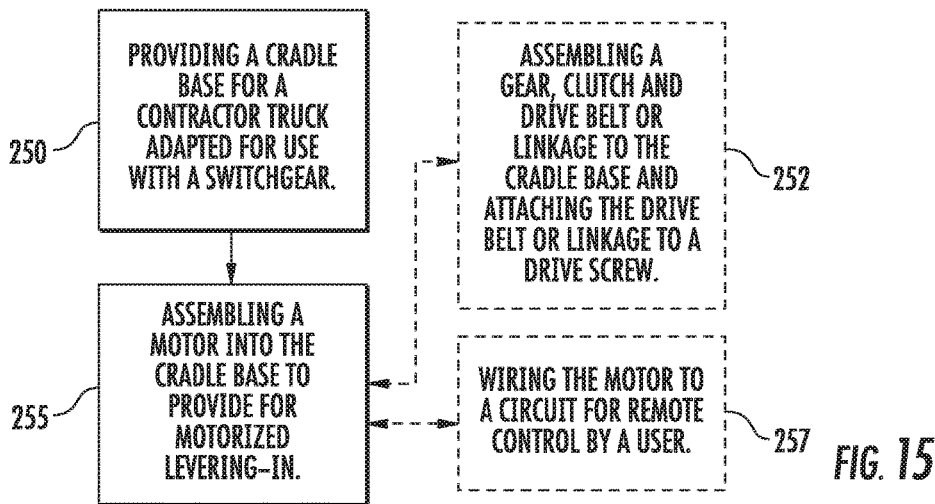 PROVIDING A CRADLE
BASE FOR A
CONTRACTOR TRUCK
ADAPTED FOR USE
WITH A SWITCHGEAR.
250
ASSEMBLING A
GEAR, CLUTCH AND
DRIVE BELT OR
LINKAGE TO THE
CRADLE BASE AND
ATTACHING THE DRIVE
BELT OR LINKAGE TO A
DRIVE SCREW.
252
ASSEMBLING A
MOTOR INTO THE
CRADLE BASE TO
PROVIDE FOR
MOTORIZED
LEVERING-IN.
255
WIRING THE MOTOR TO
A CIRCUIT FOR REMOTE
CONTROL BY A USER.
257
FIG. 15